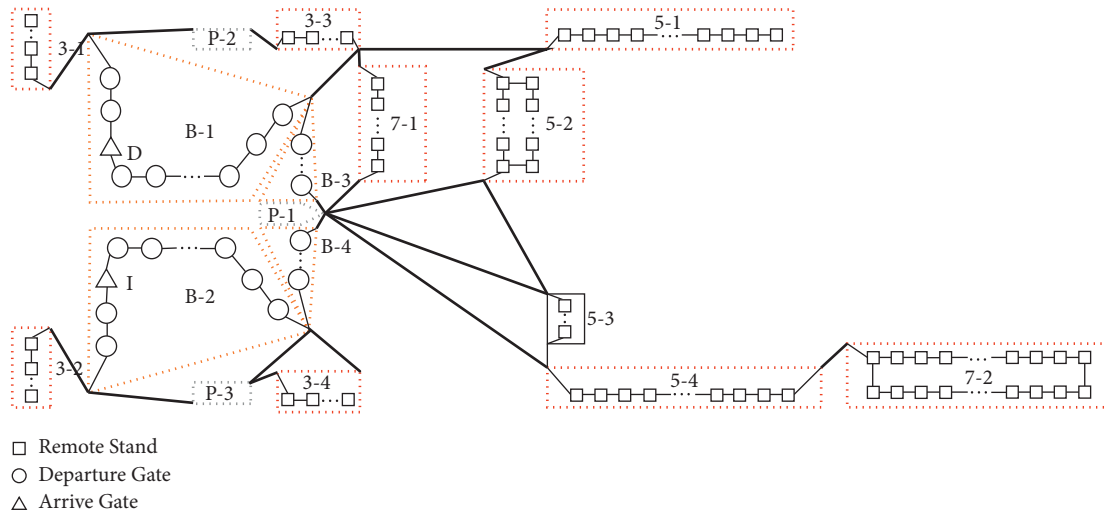 3-1
P-2
3-3
5-1
B-1
D
7-1
5-2
B-3
P-1
B-4
I
B-2
5-3
3-2
P-3
3-4
5-4
7-2
Remote Stand
Departure Gate
Arrive Gate